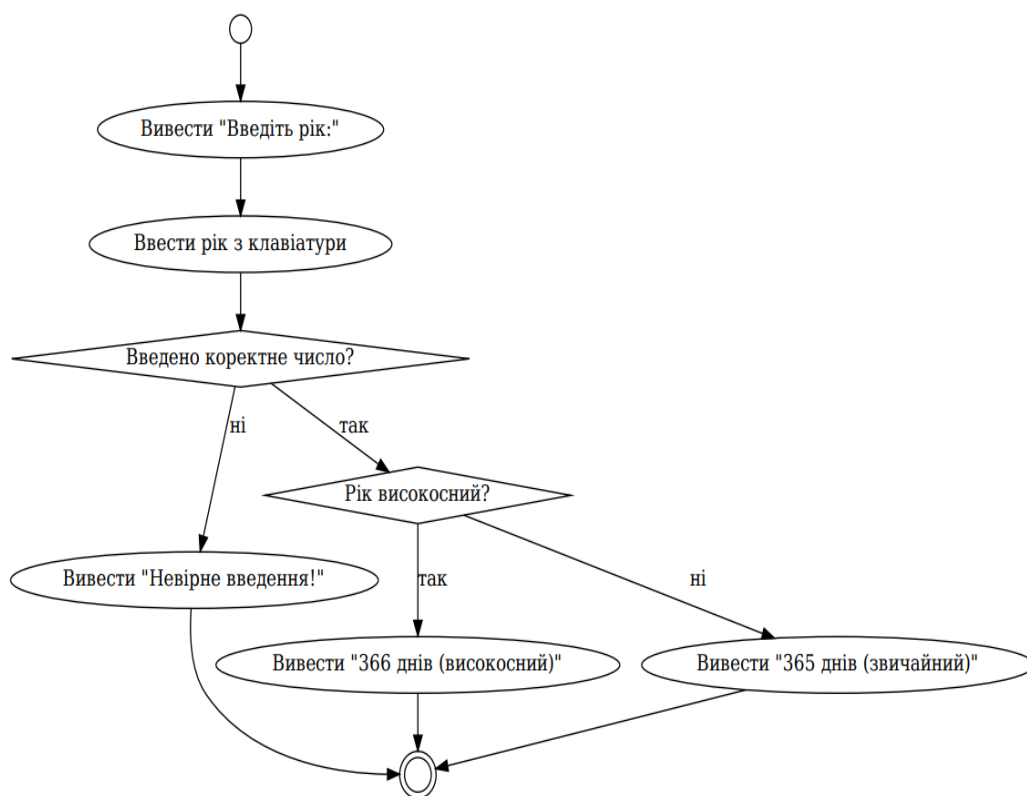 Вивести "Введіть рік:"
Ввести рік з клавіатури
Введено коректне число?
ні
так
Рік високосний?
Вивести "Невірне введення!"
так
ні
Вивести "366 днів (високосний)"
Вивести "365 днів (звичайний)"